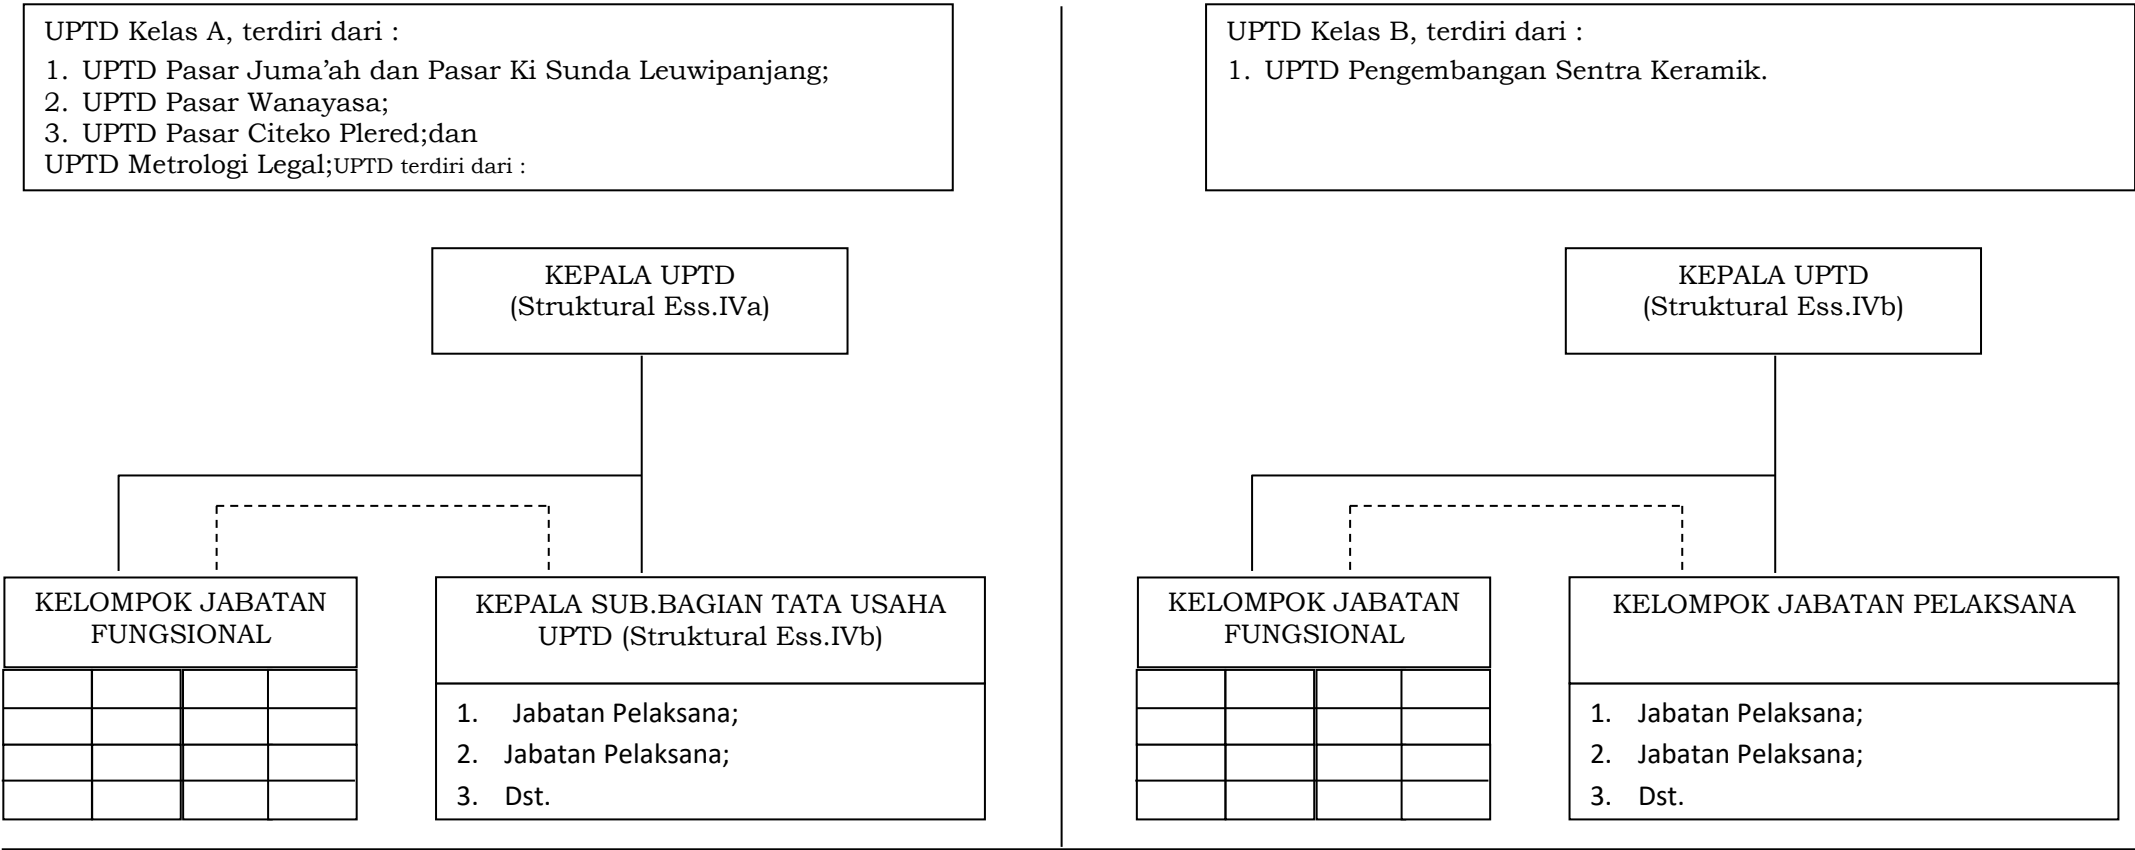 UPTD Kelas A, terdiri dari :
1. UPTD Pasar Juma’ah dan Pasar Ki Sunda Leuwipanjang;
2. UPTD Pasar Wanayasa;
3. UPTD Pasar Citeko Plered;dan
UPTD Metrologi Legal;UPTD terdiri dari :
KEPALA UPTD
(Struktural Ess.IVa)
KELOMPOK JABATAN
FUNGSIONAL
KEPALA SUB.BAGIAN TATA USAHA
UPTD (Struktural Ess.IVb)
1. Jabatan Pelaksana;
2. Jabatan Pelaksana;
3. Dst.
UPTD Kelas B, terdiri dari :
1. UPTD Pengembangan Sentra Keramik.
KEPALA UPTD
(Struktural Ess.IVb)
KELOMPOK JABATAN
FUNGSIONAL
KELOMPOK JABATAN PELAKSANA
1. Jabatan Pelaksana;
2. Jabatan Pelaksana;
3. Dst.